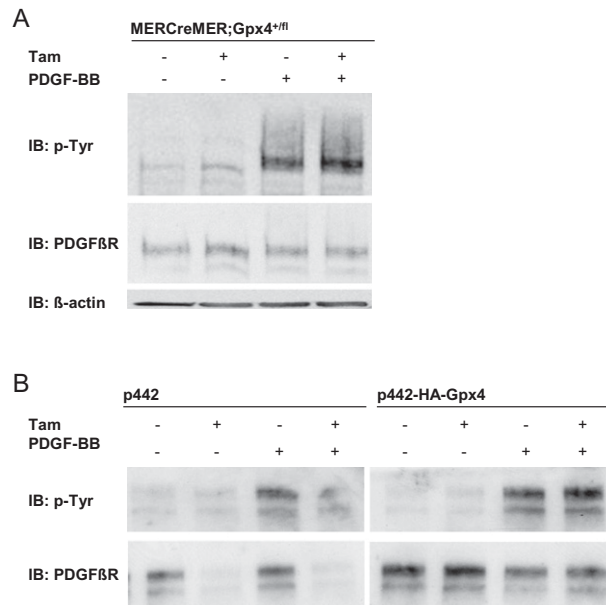 A
MERCreMER;Gpx4+/fl
Tam - + - +
PDGF-BB - - + +
IB: p-Tyr
IB: PDGFßR
IB: ß-actin
B
p442 p442-HA-Gpx4
Tam - + - + - + - +
PDGF-BB - - + + - - + +
IB: p-Tyr
IB: PDGFßR